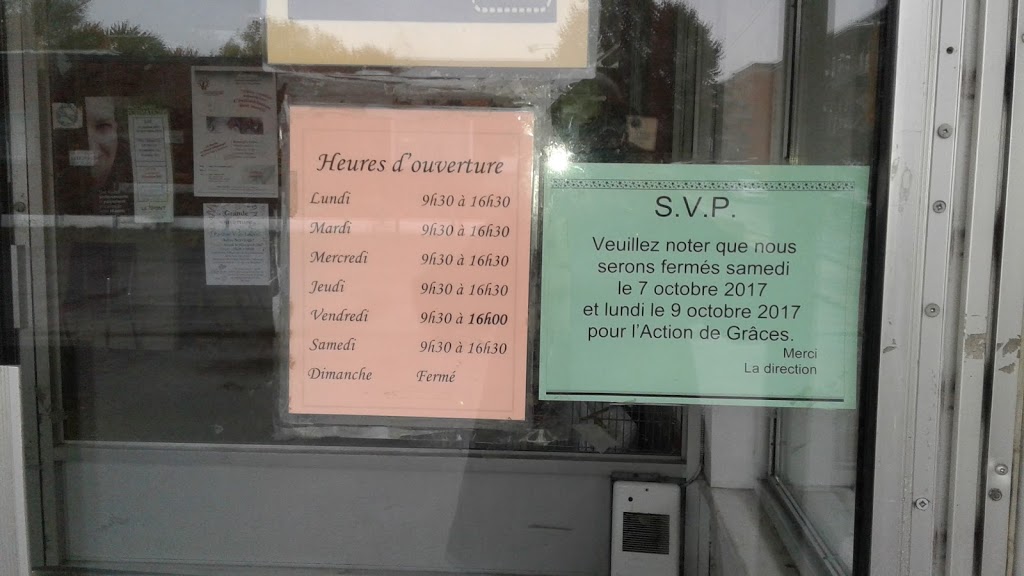 Heures d'ouverture
Lundi 9h30 à 16h30
Mardi 9h30 à 16h30
Mercredi 9h30 à 16h30
Jeudi 9h30 à 16h30
Vendredi 9h30 à 16h00
Samedi 9h30 à 16h30
Dimanche Fermé
S.V.P.
Veuillez noter que nous
serons fermés samedi
le 7 octobre 2017
et lundi le 9 octobre 2017
pour l'Action de Grâces.
Merci
La direction